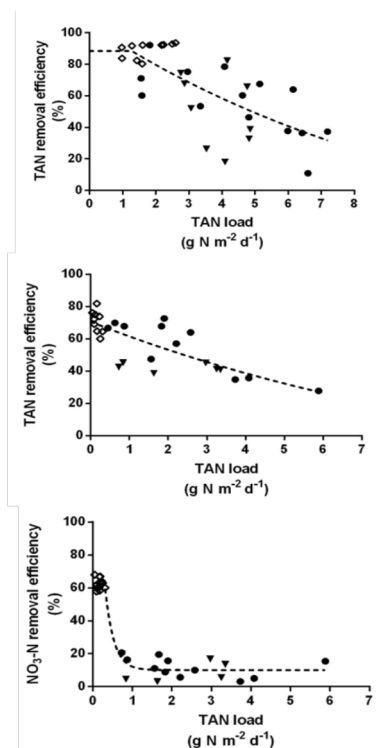 100
80
60
40
20
0
TAN removal efficiency
(%)
0 1 2 3 4 5 6 7 8
TAN load
(g N m⁻² d⁻¹)
100
80
60
40
20
0
TAN removal efficiency
(%)
0 1 2 3 4 5 6 7
TAN load
(g N m⁻² d⁻¹)
100
80
60
40
20
0
NO₃-N removal efficiency
(%)
0 1 2 3 4 5 6 7
TAN load
(g N m⁻² d⁻¹)